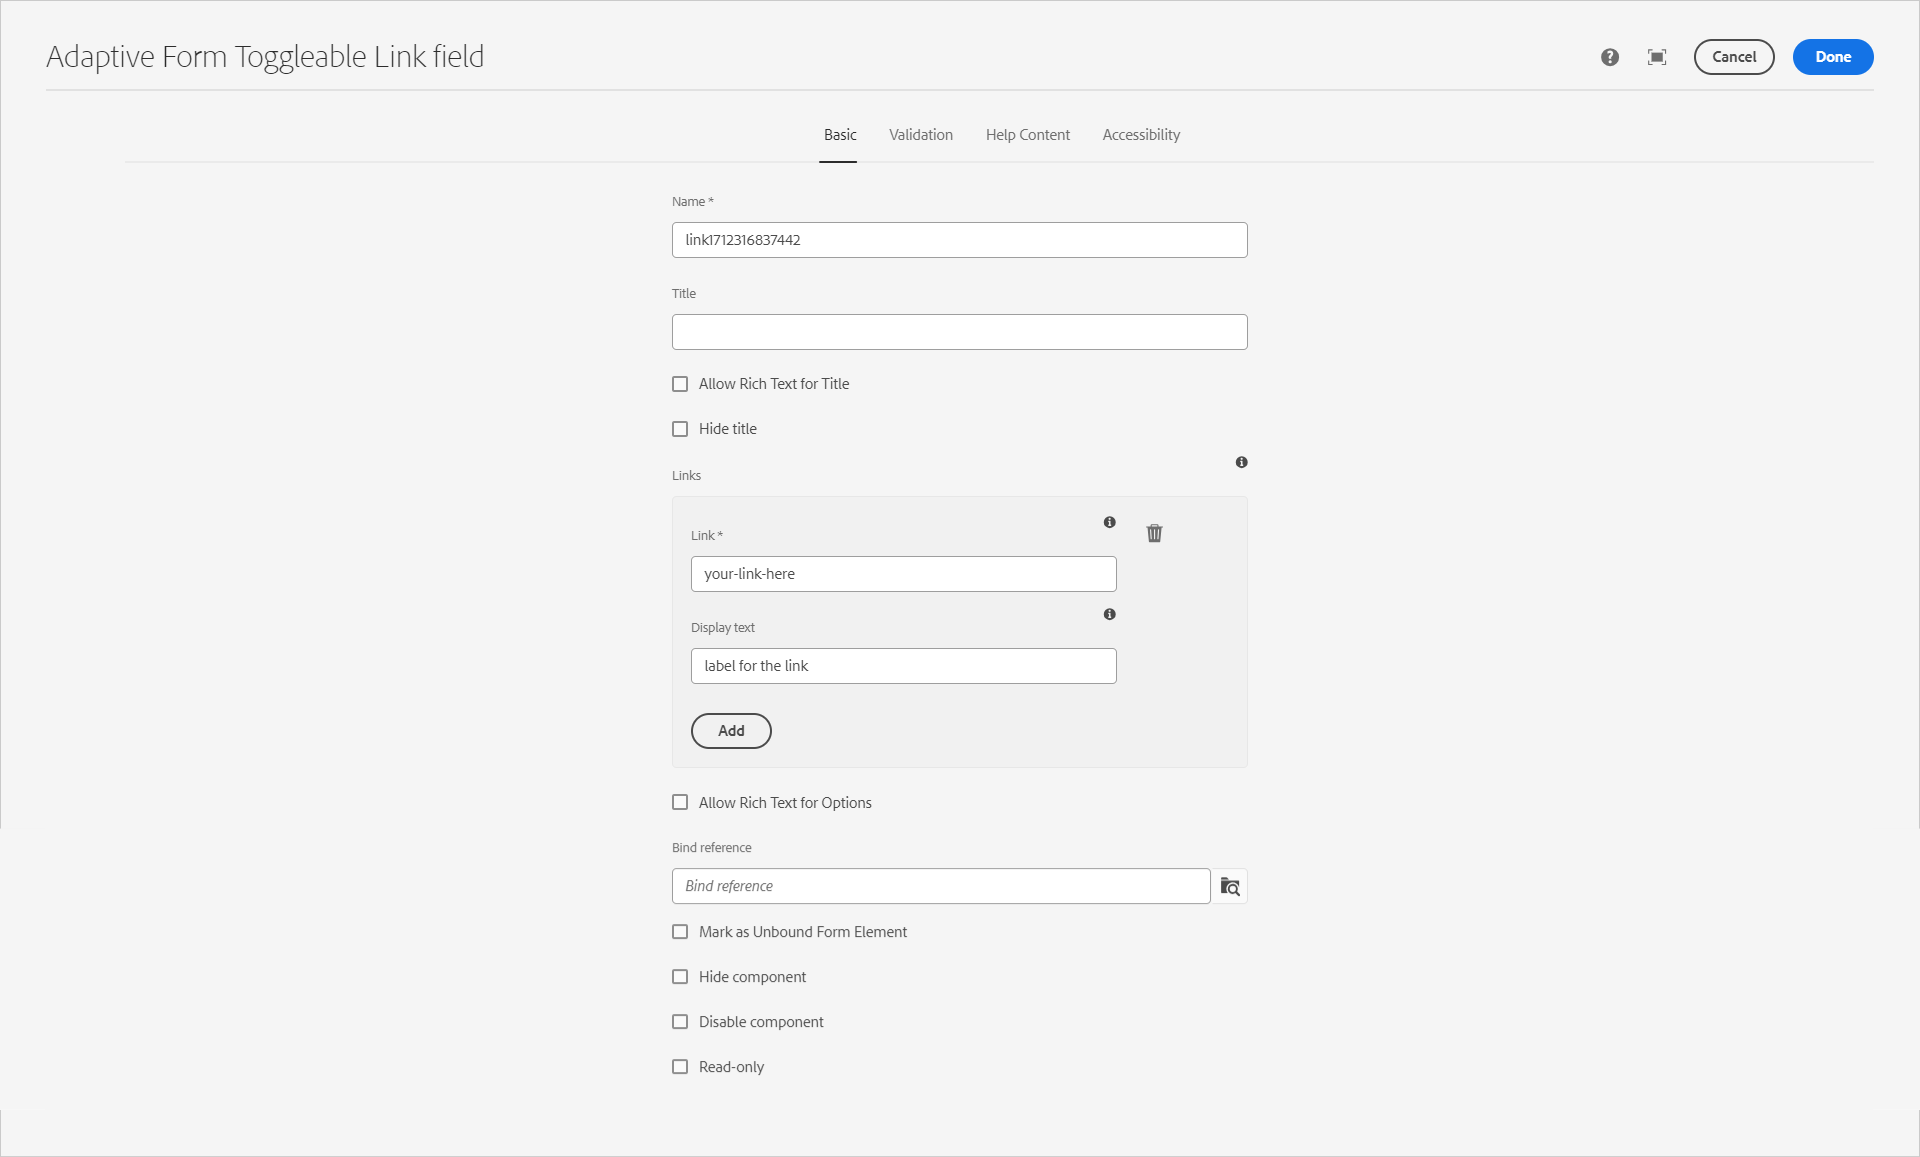 Adaptive Form Toggleable Link field
Cancel
Done
Basic
Validation
Help Content
Accessibility
Name *
link1712316837442
Title
Allow Rich Text for Title
Hide title
Links
Link *
your-link-here
Display text
label for the link
Add
Allow Rich Text for Options
Bind reference
Bind reference
Mark as Unbound Form Element
Hide component
Disable component
Read-only